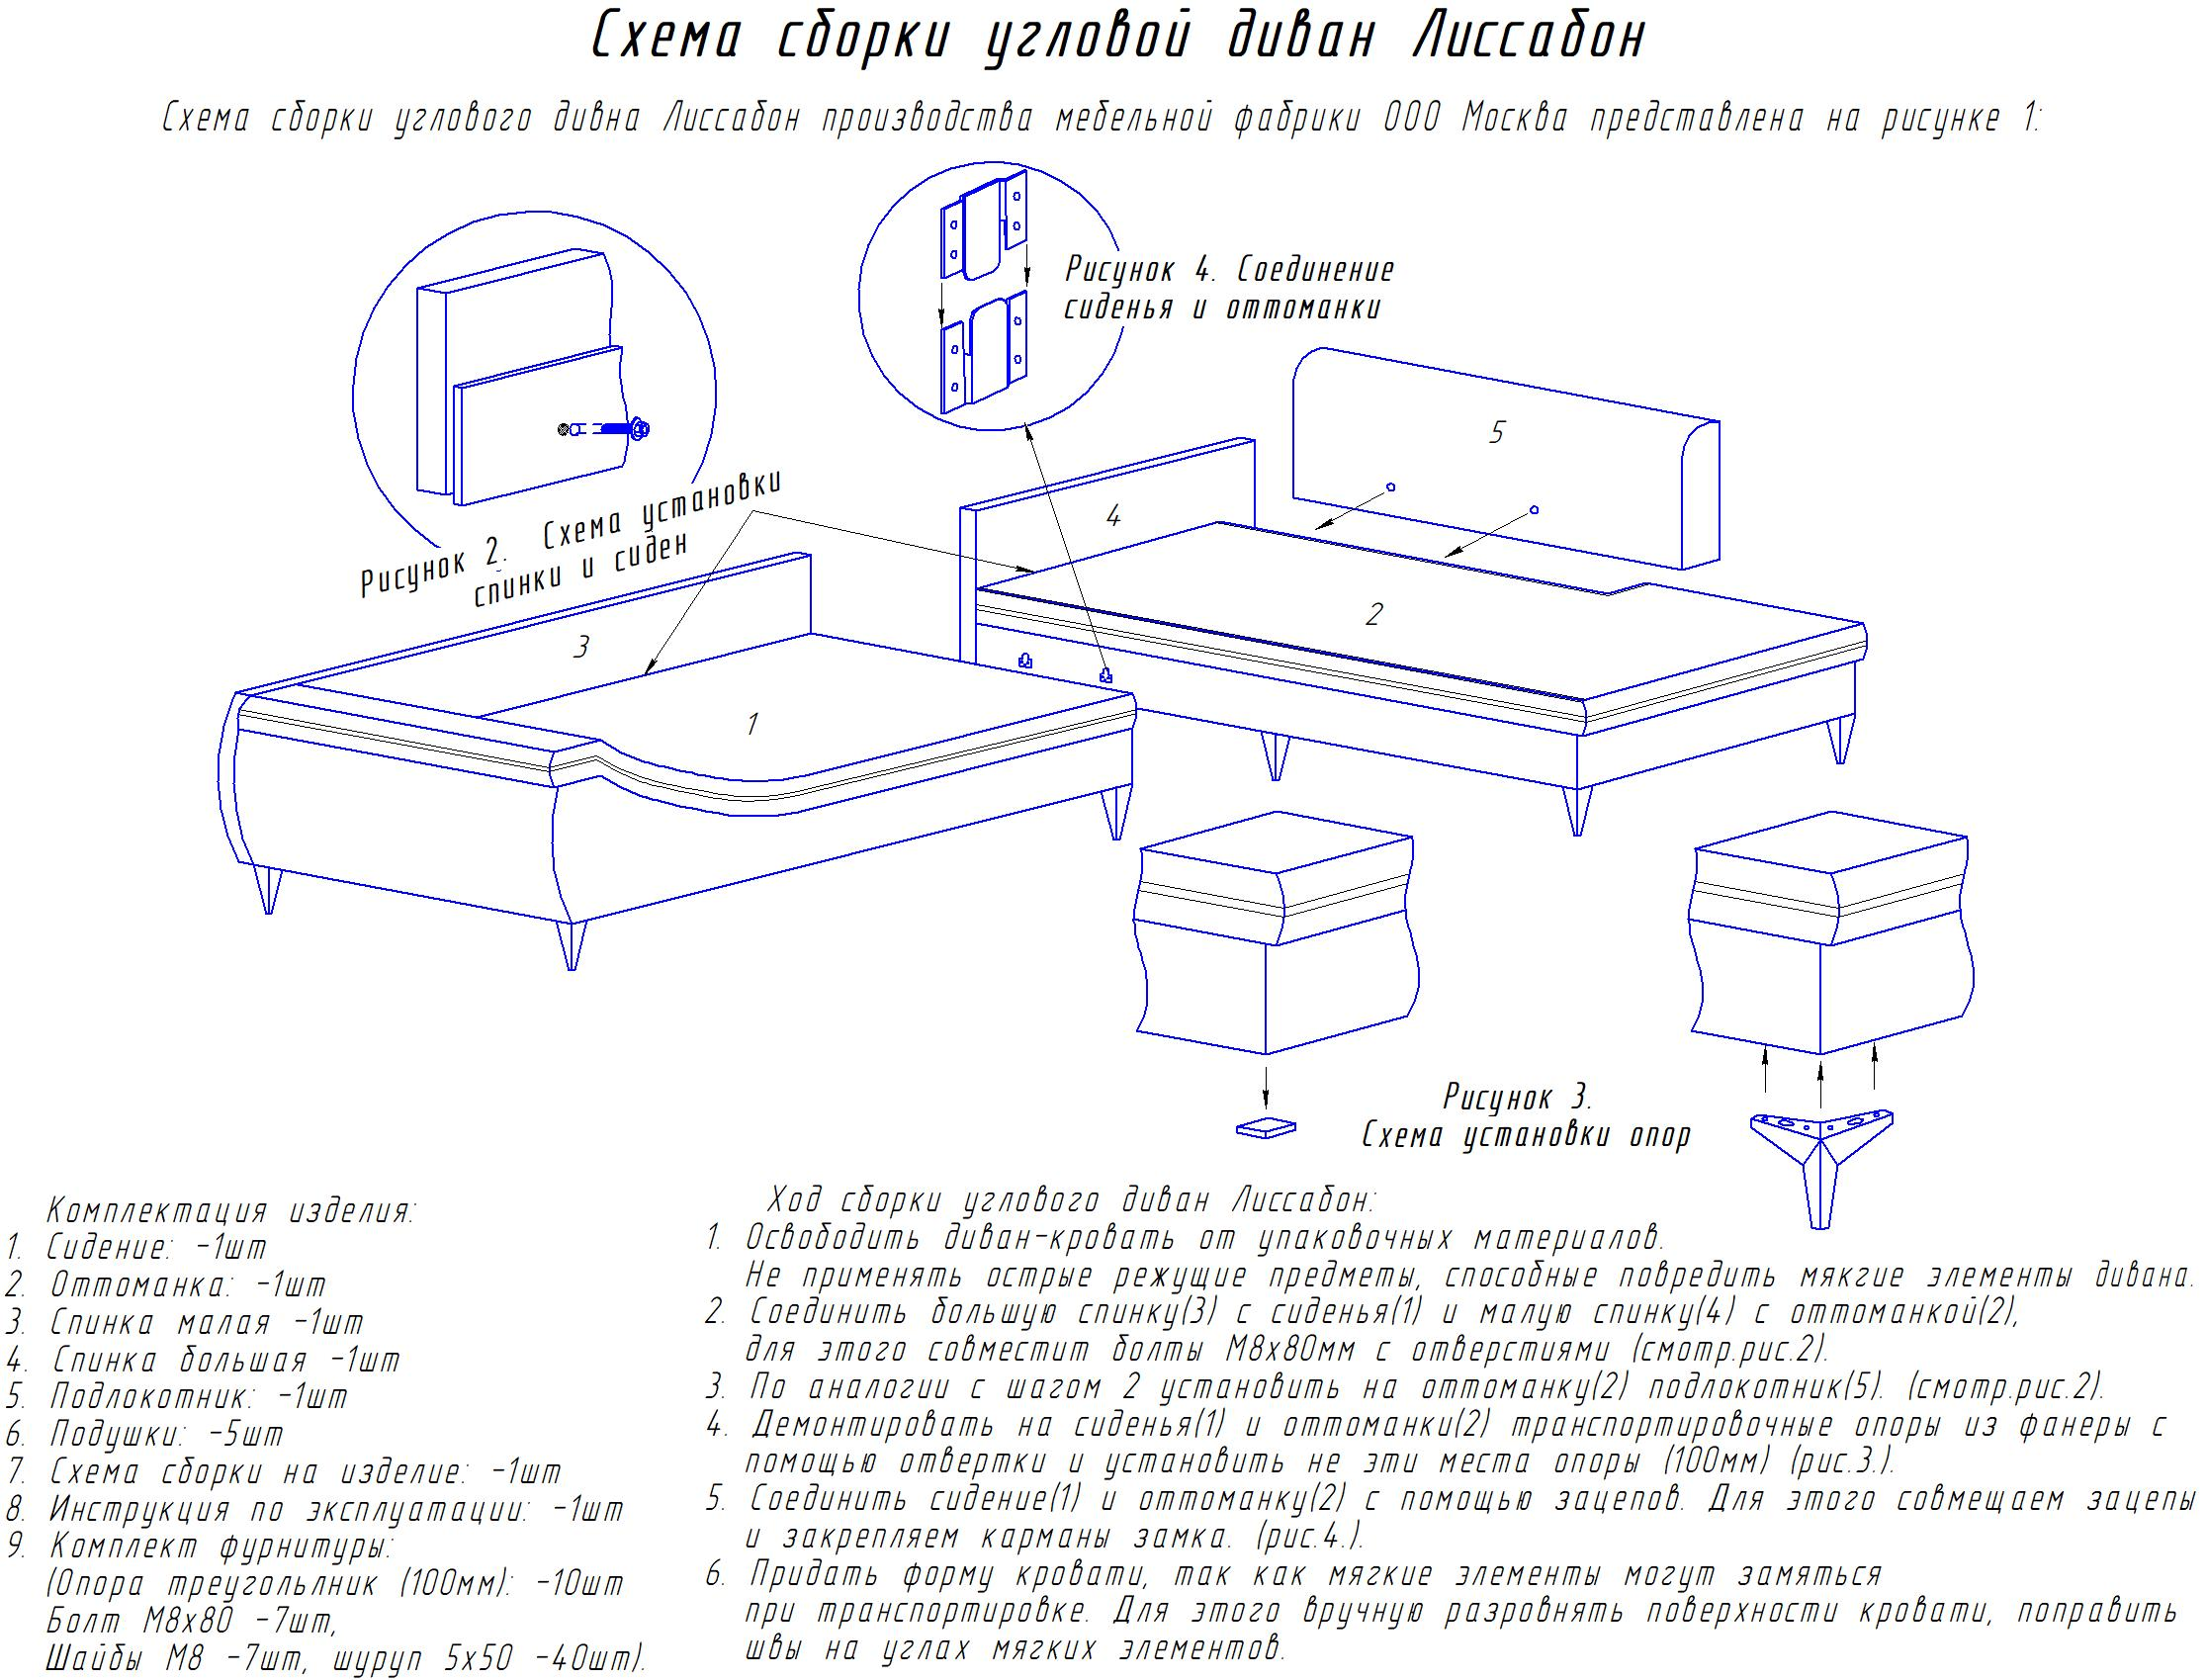 Схема сборки угловой диван Лиссабон
Схема сборки углового дивна Лиссабон производства мебельной фабрики ООО Москва представлена на рисунке 1:
Рисунок 4. Соединение
сиденья и оттоманки
Рисунок 2. Схема установки
спинки и сиден
5
4
3
2
1
Рисунок 3.
Схема установки опор
Комплектация изделия:
1. Сидение: -1шт
2. Оттоманка: -1шт
3. Спинка малая -1шт
4. Спинка большая -1шт
5. Подлокотник: -1шт
6. Подушки: -5шт
7. Схема сборки на изделие: -1шт
8. Инструкция по эксплуатации: -1шт
9. Комплект фурнитуры:
(Опора треугольлник (100мм): -10шт
Болт М8х80 -7шт,
Шайбы М8 -7шт, шуруп 5х50 -40шт).
Ход сборки углового диван Лиссабон:
1. Освободить диван-кровать от упаковочных материалов.
Не применять острые режущие предметы, способные повредить мякгие элементы дивана.
2. Соединить большую спинку(3) с сиденья(1) и малую спинку(4) с оттоманкой(2),
для этого совместит болты М8х80мм с отверстиями (смотр.рис.2).
3. По аналогии с шагом 2 установить на оттоманку(2) подлокотник(5). (смотр.рис.2).
4. Демонтировать на сиденья(1) и оттоманки(2) транспортировочные опоры из фанеры с
помощью отвертки и установить не эти места опоры (100мм) (рис.3.).
5. Соединить сидение(1) и оттоманку(2) с помощью зацепов. Для этого совмещаем зацепы
и закрепляем карманы замка. (рис.4.).
6. Придать форму кровати, так как мягкие элементы могут замяться
при транспортировке. Для этого вручную разровнять поверхности кровати, поправить
швы на углах мягких элементов.